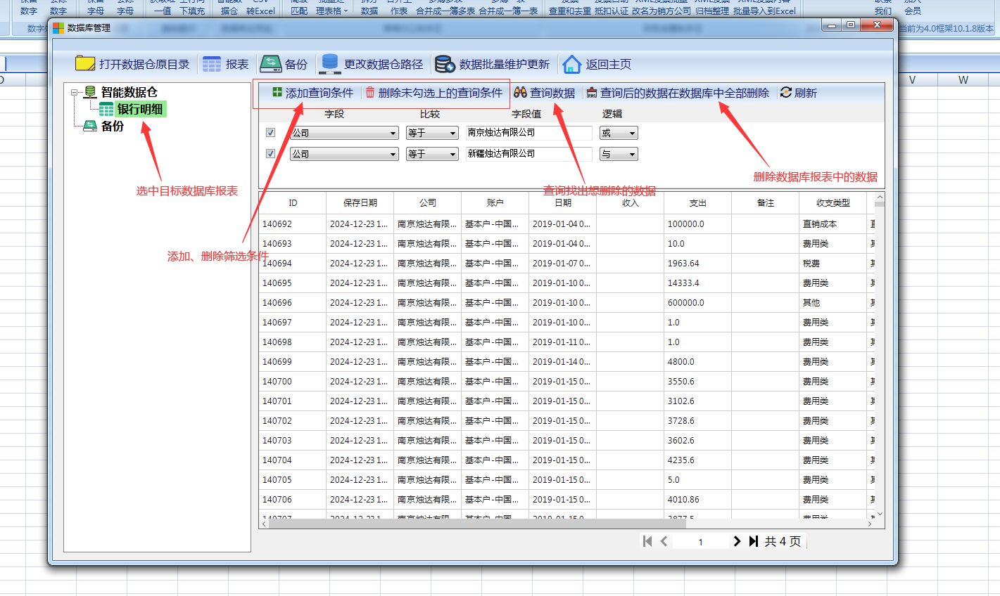 数字 数字 字母 字母 一值 下填充 据仓 转Excel 匹配 理表格 数据 作表 合并成一簿多表 合并成一簿一表 查重和去重 抵扣认证 改名为销方公司 归档整理 批量导入到Excel 我们 会员
当前为4.0框架10.1.8版本
数据库管理
打开数据仓原目录 报表 备份 更改数据仓路径 数据批量维护更新 返回主页
V W
智能数据仓
银行明细
备份
添加查询条件 删除未勾选上的查询条件 查询数据 查询后的数据在数据库中全部删除 刷新
字段 比较 字段值 逻辑
公司 等于 南京烛达有限公司 或
公司 等于 新疆烛达有限公司 与
选中目标数据库报表
查询找出想删除的数据
删除数据库报表中的数据
添加、删除筛选条件
ID 保存日期 公司 账户 日期 收入 支出 备注 收支类型
140692 2024-12-23 1... 南京烛达有限... 基本户-中国... 2019-01-04 0... 100000.0 直销成本
140693 2024-12-23 1... 南京烛达有限... 基本户-中国... 2019-01-04 0... 10.0 费用类
140694 2024-12-23 1... 南京烛达有限... 基本户-中国... 2019-01-07 0... 1963.64 税费
140695 2024-12-23 1... 南京烛达有限... 基本户-中国... 2019-01-10 0... 14333.4 费用类
140696 2024-12-23 1... 南京烛达有限... 基本户-中国... 2019-01-10 0... 600000.0 其他
140697 2024-12-23 1... 南京烛达有限... 基本户-中国... 2019-01-10 0... 1.0 费用类
140698 2024-12-23 1... 南京烛达有限... 基本户-中国... 2019-01-11 0... 1.0 费用类
140699 2024-12-23 1... 南京烛达有限... 基本户-中国... 2019-01-14 0... 4800.0 费用类
140700 2024-12-23 1... 南京烛达有限... 基本户-中国... 2019-01-15 0... 3550.6 费用类
140701 2024-12-23 1... 南京烛达有限... 基本户-中国... 2019-01-15 0... 3102.6 费用类
140702 2024-12-23 1... 南京烛达有限... 基本户-中国... 2019-01-15 0... 3728.6 费用类
140703 2024-12-23 1... 南京烛达有限... 基本户-中国... 2019-01-15 0... 3602.6 费用类
140704 2024-12-23 1... 南京烛达有限... 基本户-中国... 2019-01-15 0... 4235.6 费用类
140705 2024-12-23 1... 南京烛达有限... 基本户-中国... 2019-01-15 0... 5.0 费用类
140706 2024-12-23 1... 南京烛达有限... 基本户-中国... 2019-01-15 0... 4010.86 费用类
140707 2024-12-23 1... 南京烛达有限... 基本户-中国... 2019-01-15 0... 3877.5 费用类
1 共 4 页